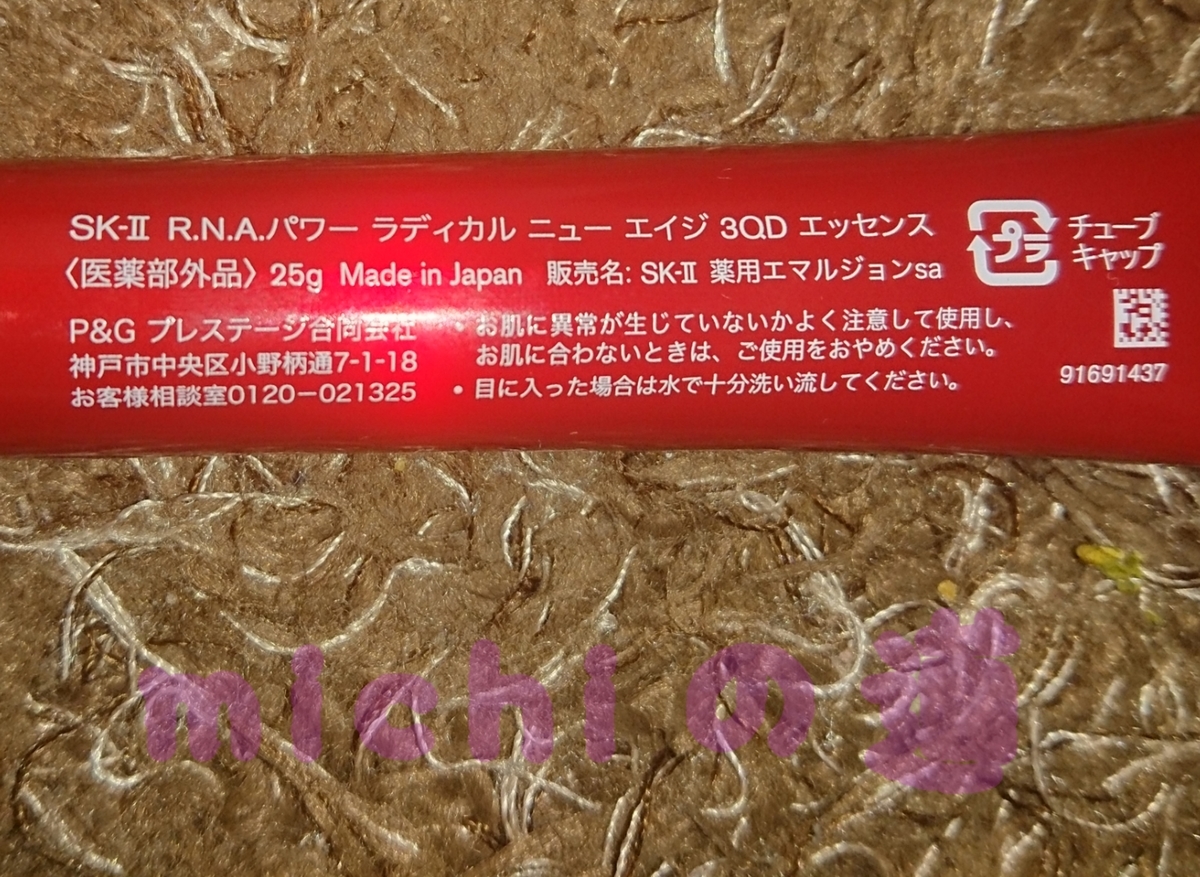 SK-II R.N.A.パワー ラディカル ニュー エイジ 3QD エッセンス
〈医薬部外品〉 25g Made in Japan 販売名: SK-II 薬用エマルジョンsa
プラ
チューブ
キャップ
P&G プレステージ合同会社
神戸市中央区小野柄通7-1-18
お客様相談室0120-021325
・お肌に異常が生じていないかよく注意して使用し、
お肌に合わないときは、ご使用をおやめください。
・目に入った場合は水で十分洗い流してください。
91691437
michiの